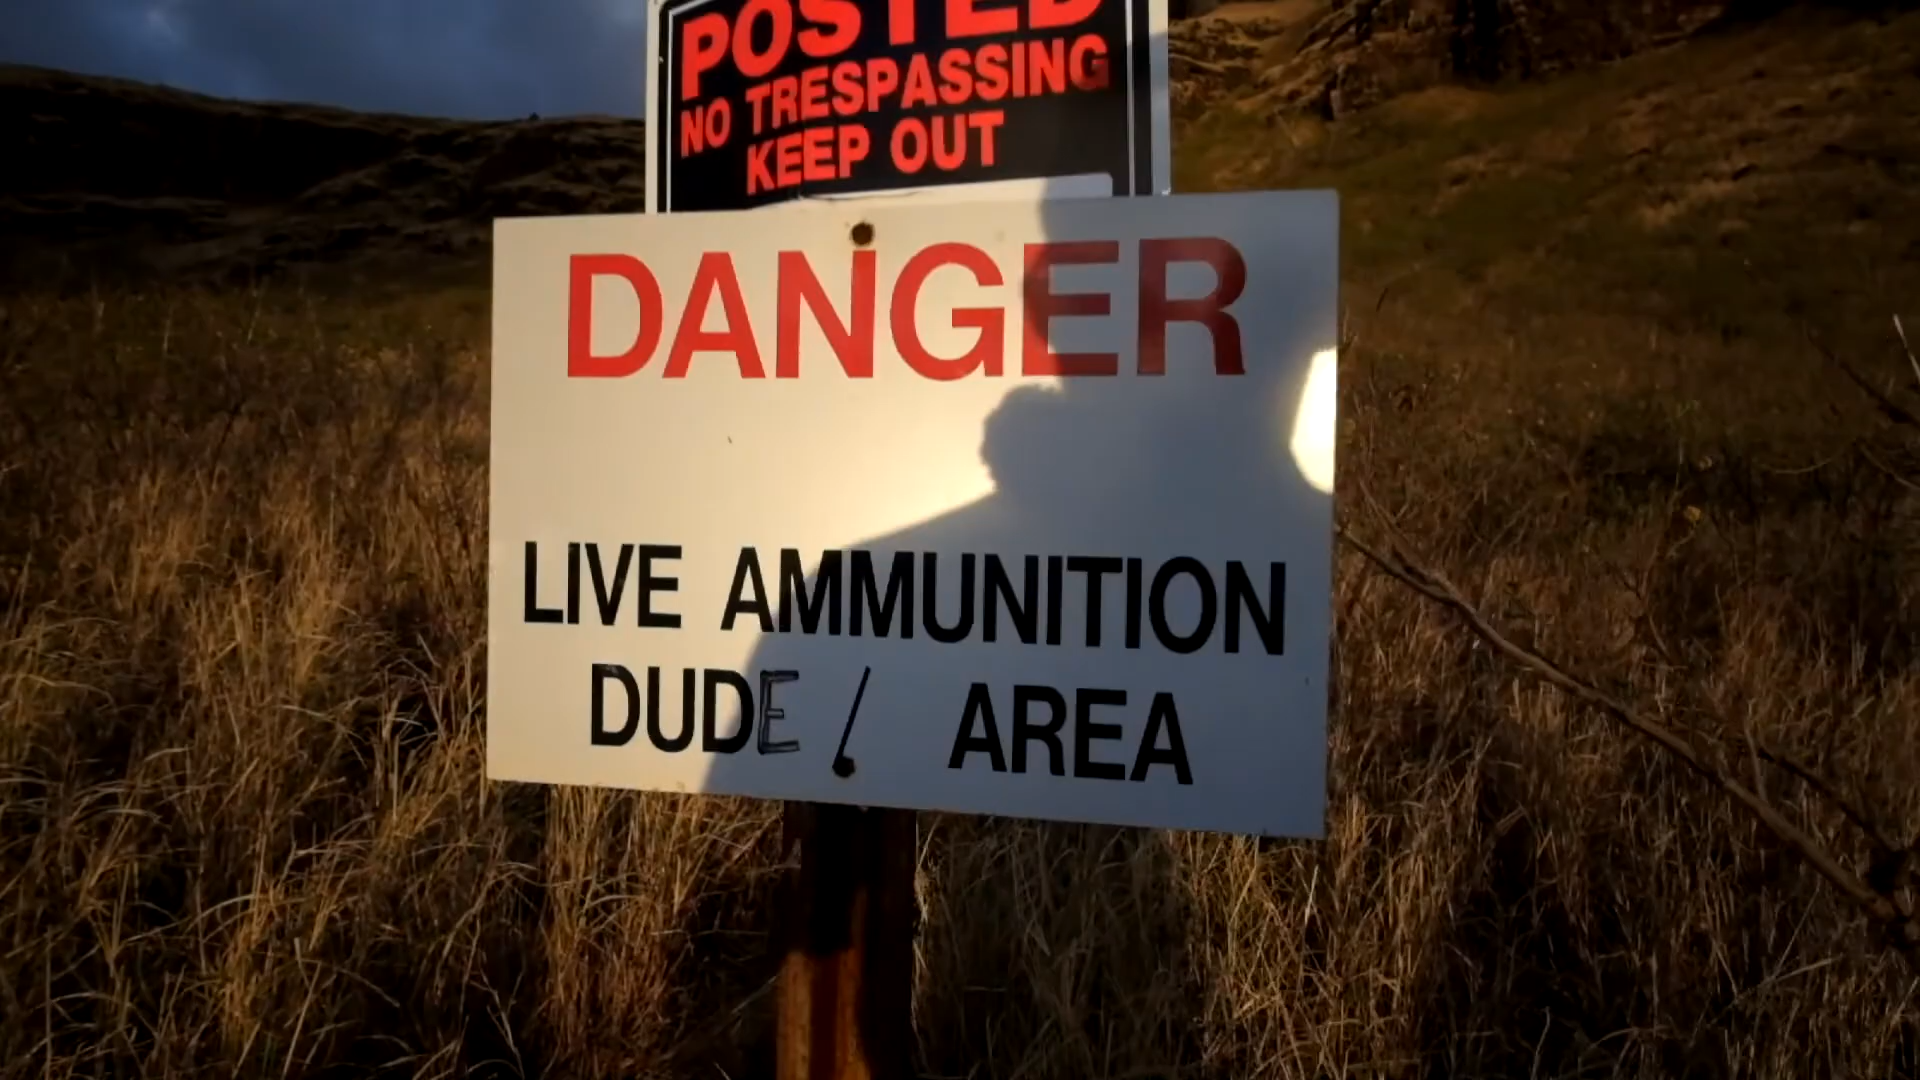 POSTED
NO TRESPASSING
KEEP OUT
DANGER
LIVE AMMUNITION
DUDE / AREA